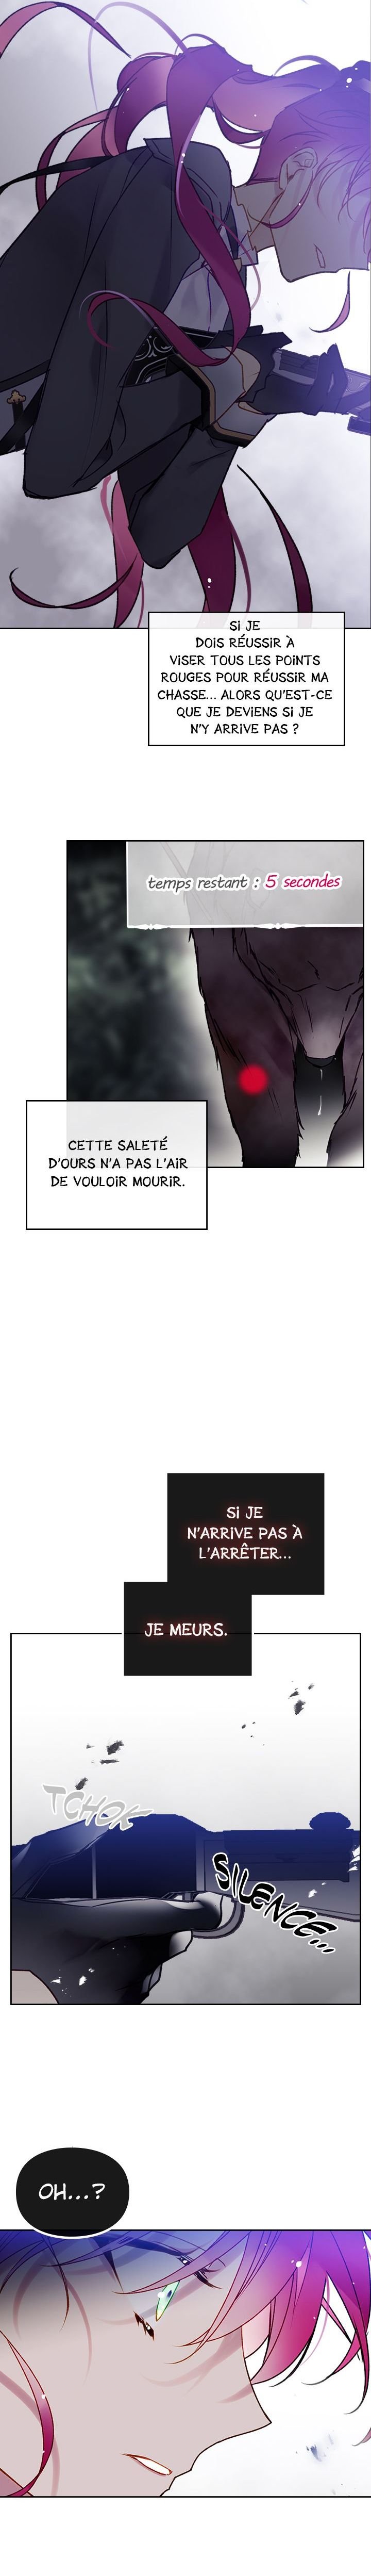 SI JE
DOIS RÉUSSIR À
VISER TOUS LES POINTS
ROUGES POUR RÉUSSIR MA
CHASSE... ALORS QU'EST-CE
QUE JE DEVIENS SI JE
N'Y ARRIVE PAS ?
temps restant : 5 secondes
CETTE SALETÉ
D'OURS N'A PAS L'AIR
DE VOULOIR MOURIR.
SI JE
N'ARRIVE PAS À
L'ARRÊTER...
JE MEURS.
TCHOK
SILENCE...
OH...?